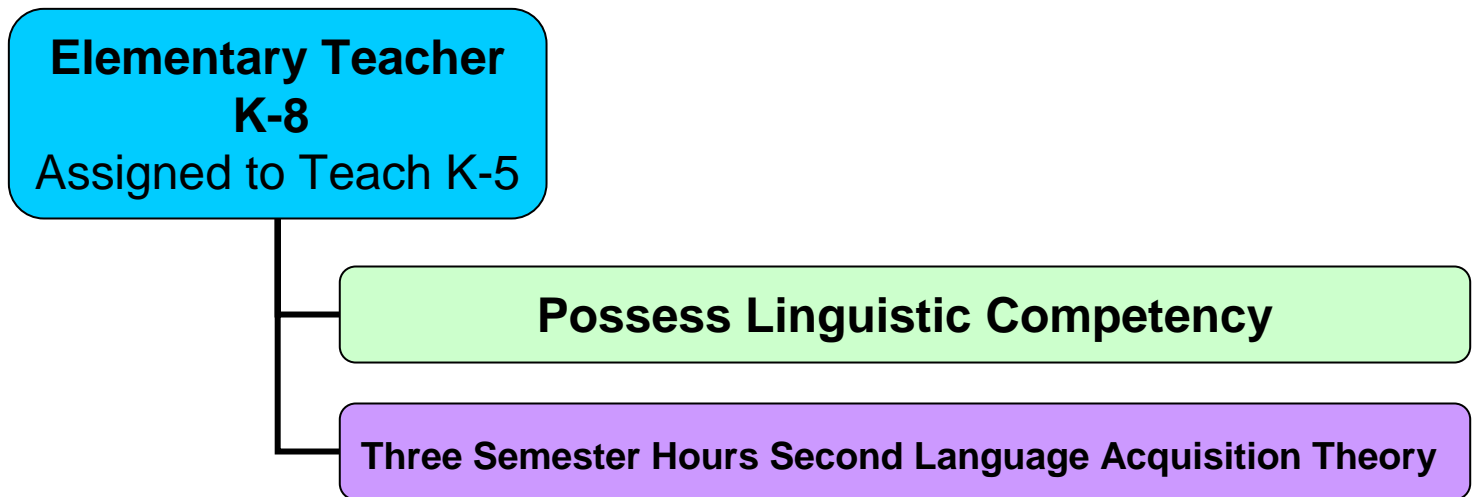 Elementary Teacher
K-8
Assigned to Teach K-5
Possess Linguistic Competency
Three Semester Hours Second Language Acquisition Theory